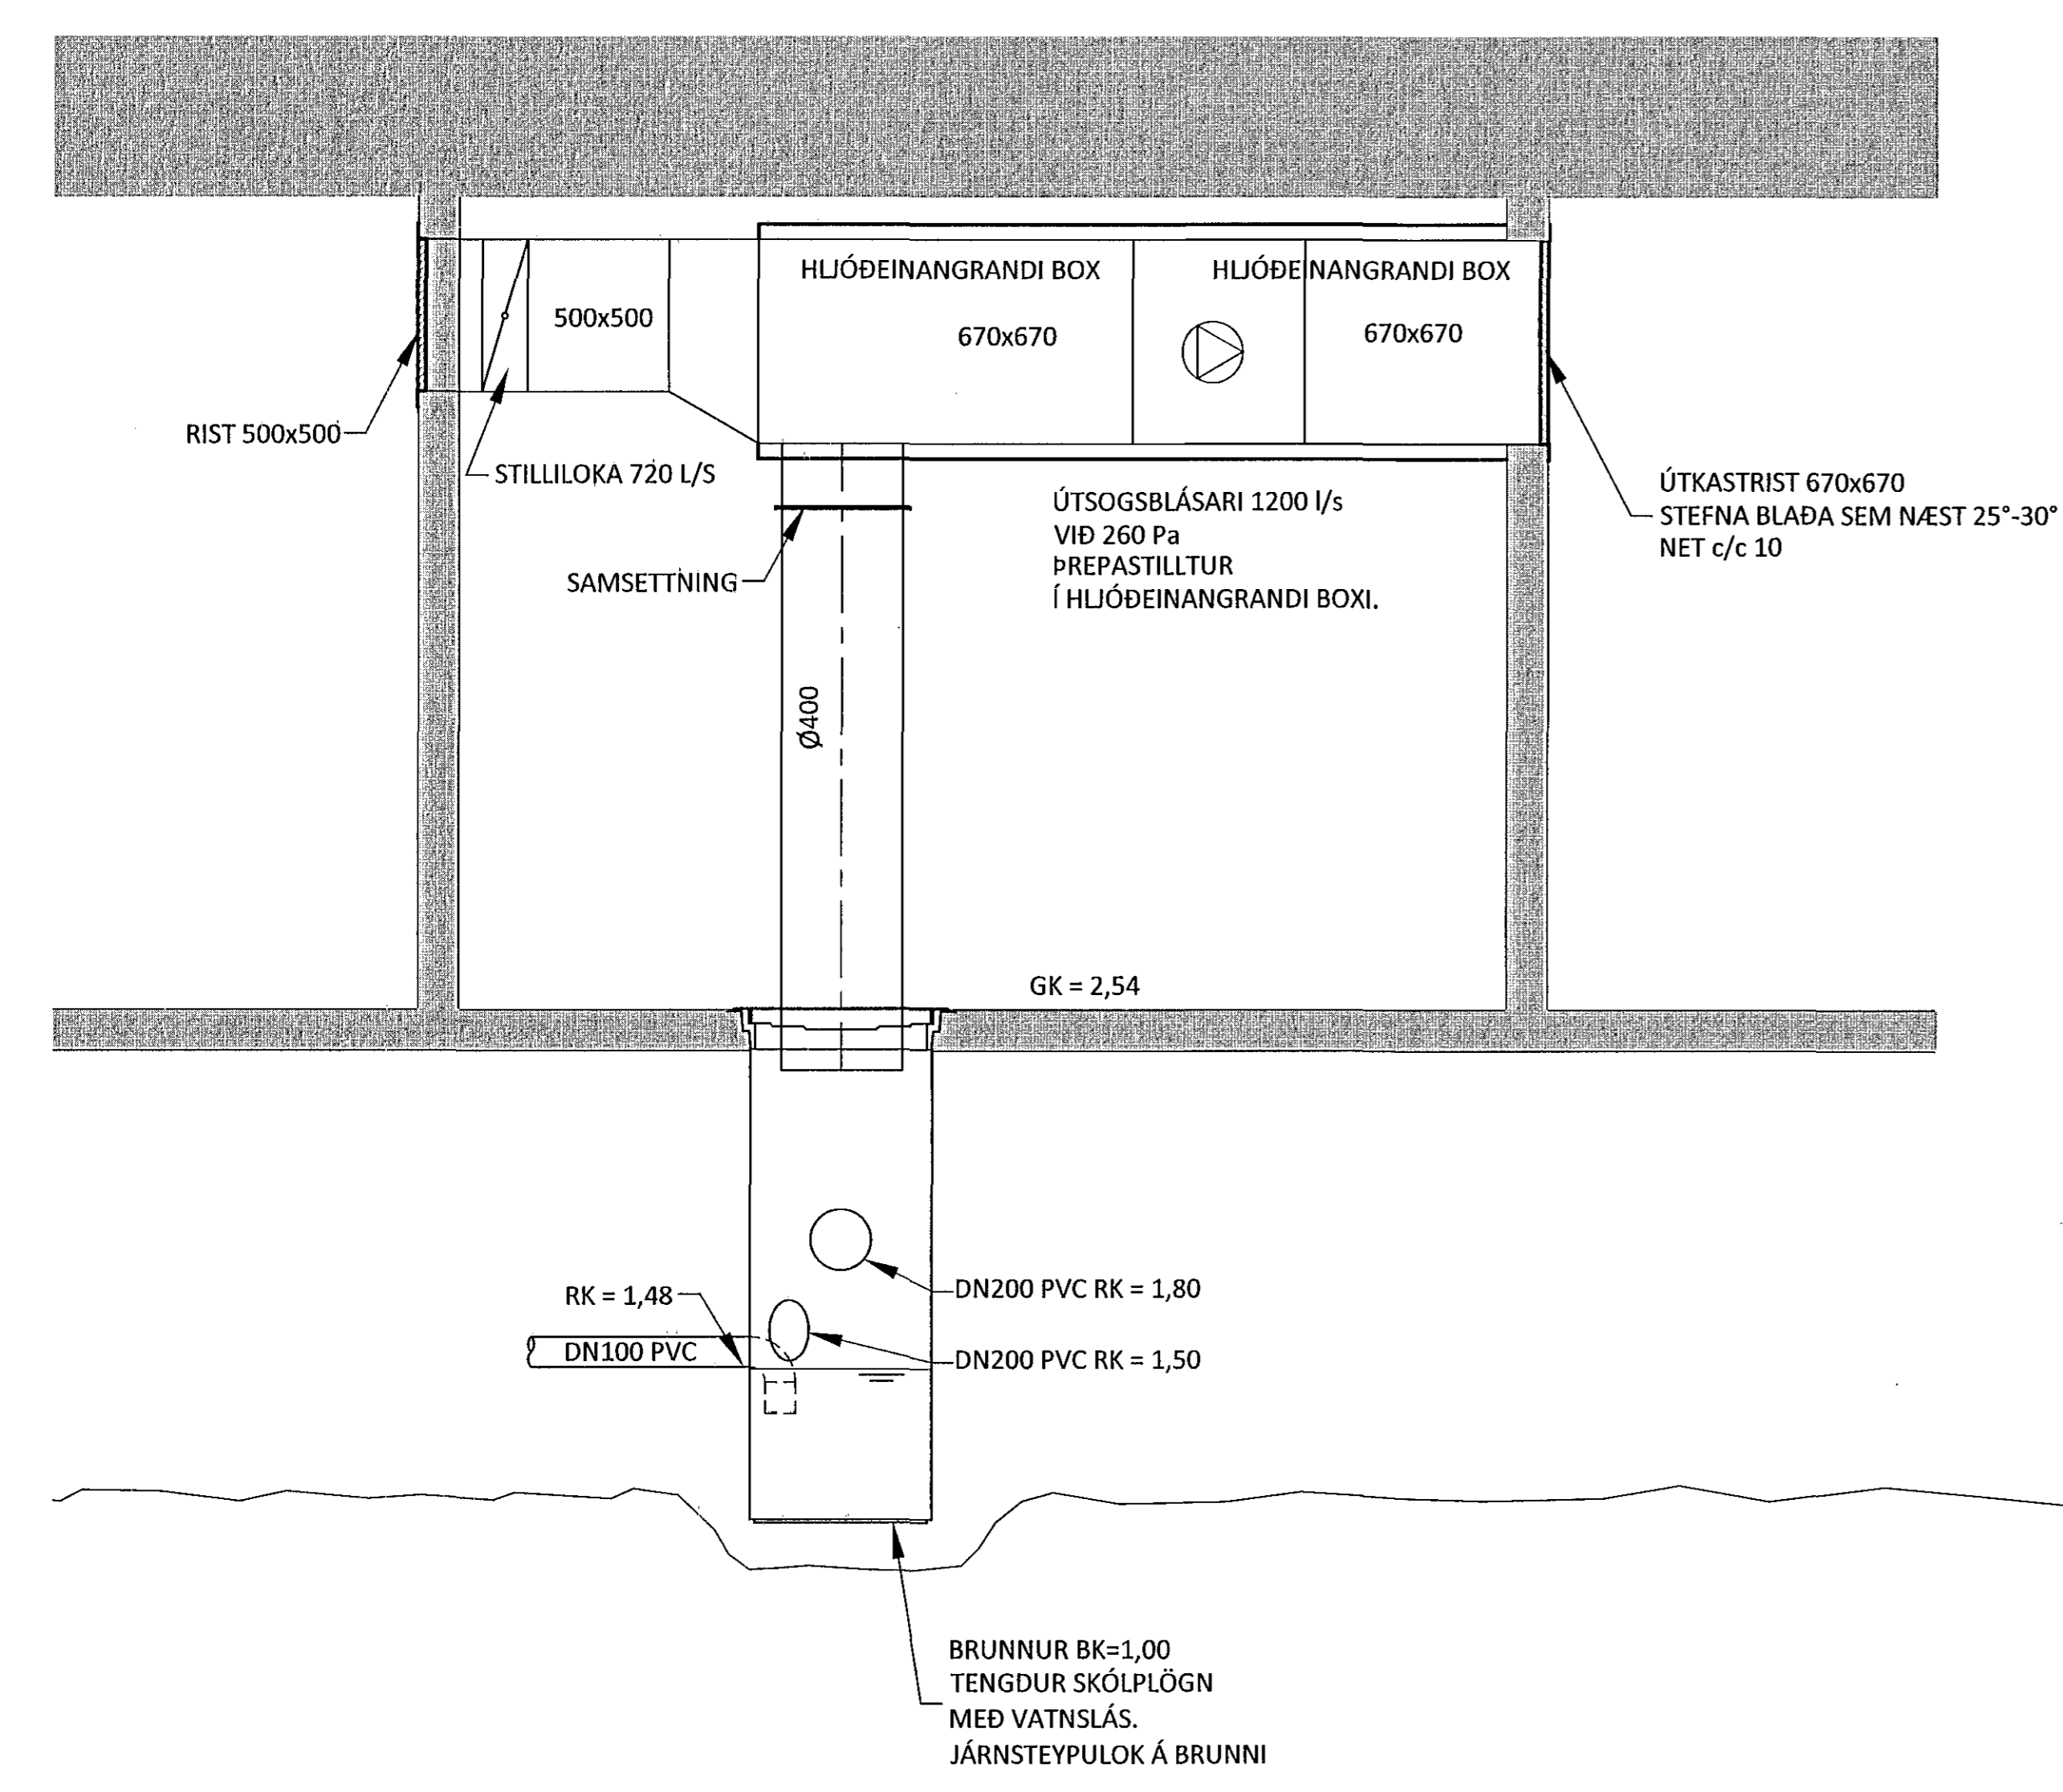 HLJÓÐEINANGRANDI BOX
HLJÓÐEINANGRANDI BOX
500x500
670x670
670x670
RIST 500x500
STILLILOKA 720 L/S
ÚTKASTRIST 670x670
STEFNA BLAÐA SEM NÆST 25°-30°
NET c/c 10
ÚTSOGSBLÁSARI 1200 l/s
VIÐ 260 Pa
ÞREPASTILLTUR
Í HLJÓÐEINANGRANDI BOXI.
SAMSETTNING
Ø400
GK = 2,54
RK = 1,48
DN200 PVC RK = 1,80
DN100 PVC
DN200 PVC RK = 1,50
BRUNNUR BK=1,00
TENGDUR SKÓLPLÖGN
MEÐ VATNSLÁS.
JÁRNSTEYPULOK Á BRUNNI